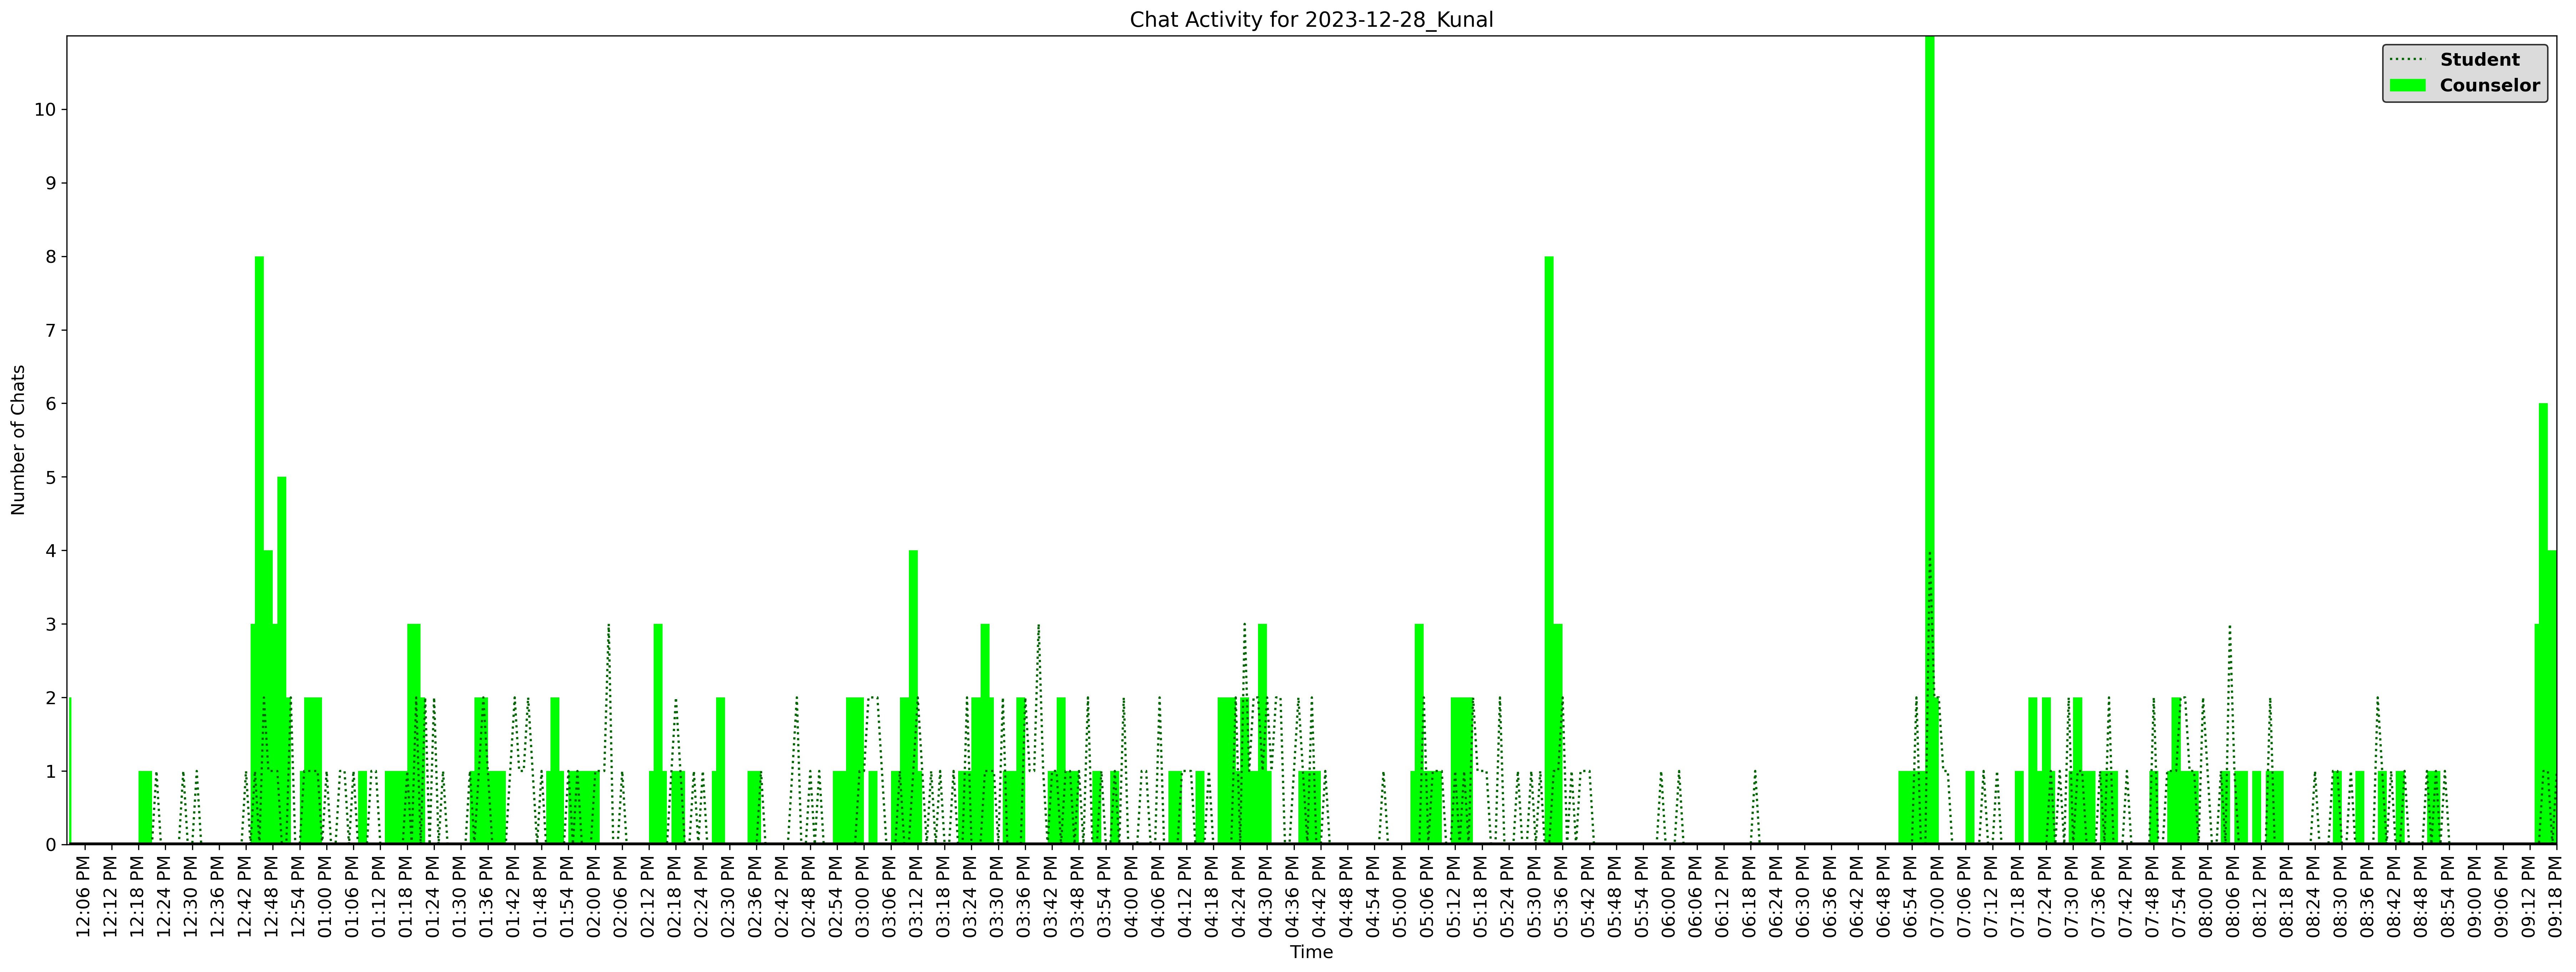 Chat Activity for 2023-12-28_Kunal
Student
Counselor
Number of Chats
10
9
8
7
6
5
4
3
2
1
0
12:06 PM
12:12 PM
12:18 PM
12:24 PM
12:30 PM
12:36 PM
12:42 PM
12:48 PM
12:54 PM
01:00 PM
01:06 PM
01:12 PM
01:18 PM
01:24 PM
01:30 PM
01:36 PM
01:42 PM
01:48 PM
01:54 PM
02:00 PM
02:06 PM
02:12 PM
02:18 PM
02:24 PM
02:30 PM
02:36 PM
02:42 PM
02:48 PM
02:54 PM
03:00 PM
03:06 PM
03:12 PM
03:18 PM
03:24 PM
03:30 PM
03:36 PM
03:42 PM
03:48 PM
03:54 PM
04:00 PM
04:06 PM
04:12 PM
04:18 PM
04:24 PM
04:30 PM
04:36 PM
04:42 PM
04:48 PM
04:54 PM
05:00 PM
05:06 PM
05:12 PM
05:18 PM
05:24 PM
05:30 PM
05:36 PM
05:42 PM
05:48 PM
05:54 PM
06:00 PM
06:06 PM
06:12 PM
06:18 PM
06:24 PM
06:30 PM
06:36 PM
06:42 PM
06:48 PM
06:54 PM
07:00 PM
07:06 PM
07:12 PM
07:18 PM
07:24 PM
07:30 PM
07:36 PM
07:42 PM
07:48 PM
07:54 PM
08:00 PM
08:06 PM
08:12 PM
08:18 PM
08:24 PM
08:30 PM
08:36 PM
08:42 PM
08:48 PM
08:54 PM
09:00 PM
09:06 PM
09:12 PM
09:18 PM
Time